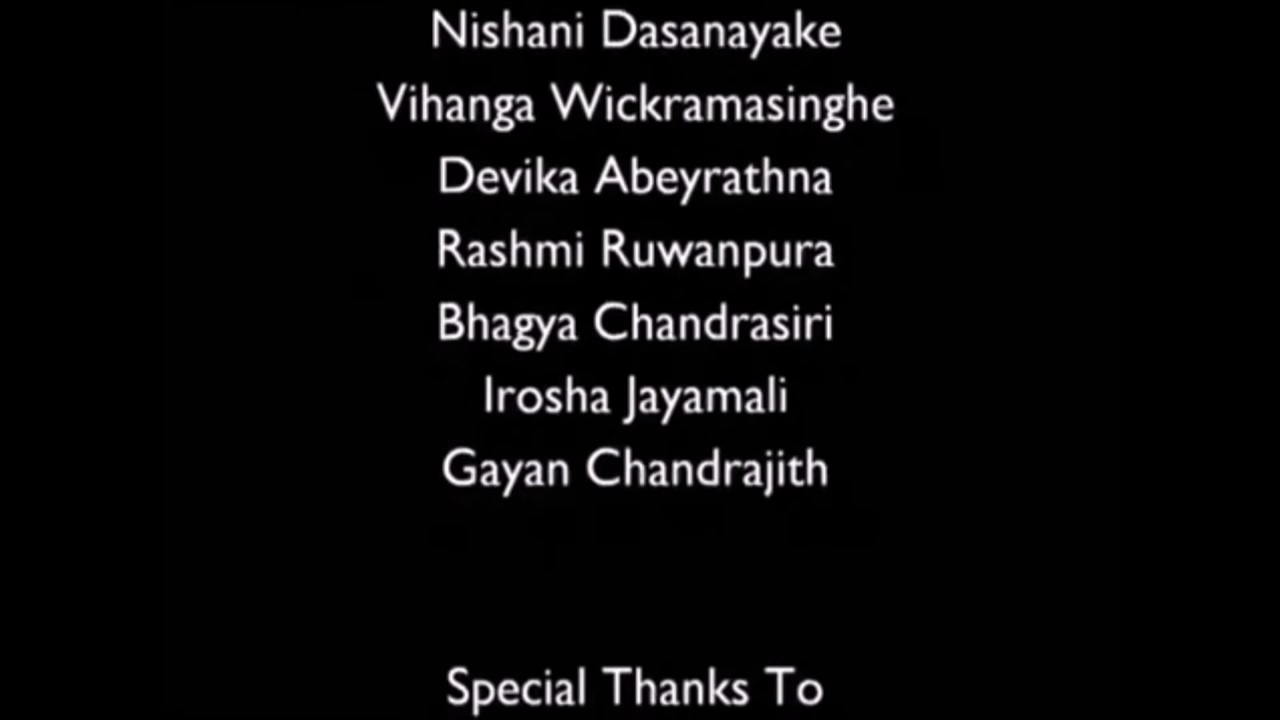 Nishani Dasanayake
Vihanga Wickramasinghe
Devika Abeyrathna
Rashmi Ruwanpura
Bhagya Chandrasiri
Irosha Jayamali
Gayan Chandrajith
Special Thanks To